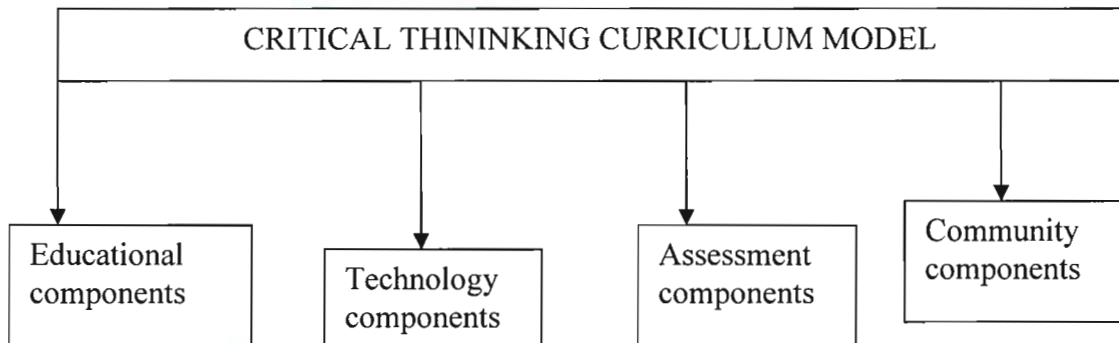 CRITICAL THININKING CURRICULUM MODEL
Educational
components
Technology
components
Assessment
components
Community
components